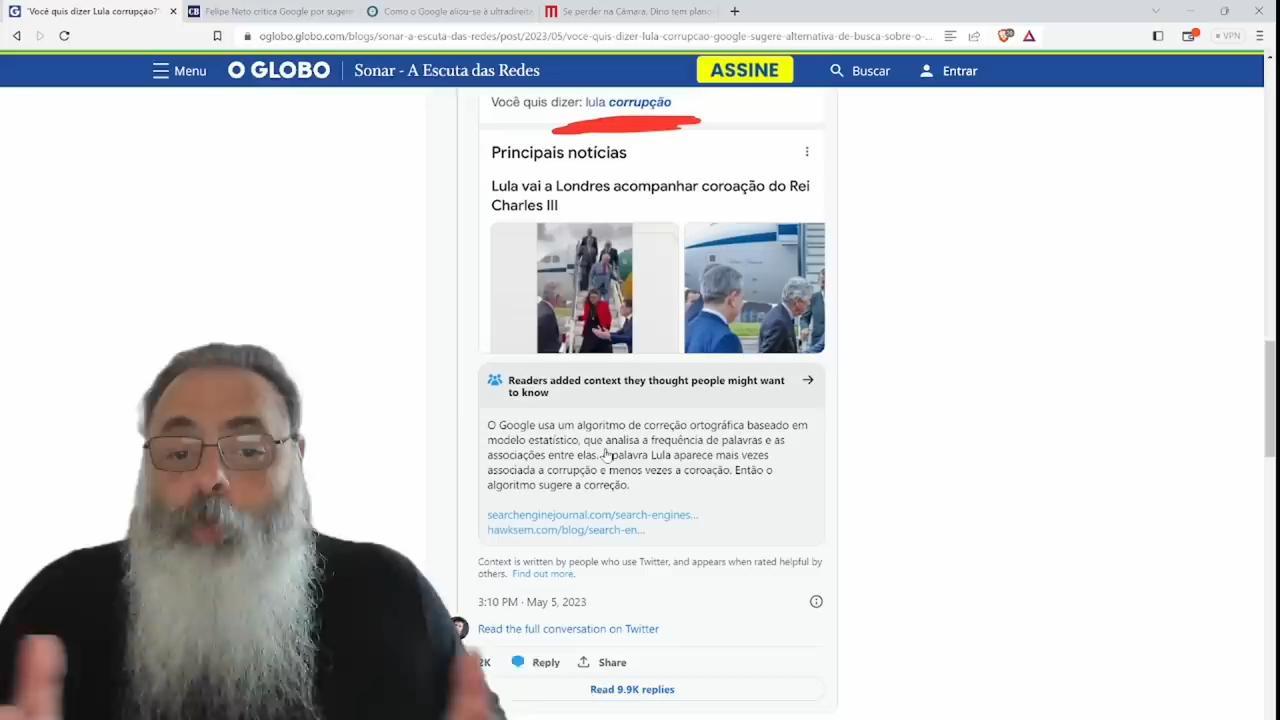 "Você quis dizer Lula corrupção?"
Felipe Neto critica Google por sugere
Como o Google aliou-se à ultradireita
Se perder na Câmara, Dino tem plano
oglobo.globo.com/blogs/sonar-a-escuta-das-redes/post/2023/05/voce-quis-dizer-lula-corrupcao-google-sugere-alternativa-de-busca-sobre-o-...
VPN
Menu
O GLOBO
Sonar - A Escuta das Redes
ASSINE
Buscar
Entrar
Você quis dizer: lula corrupção
Principais notícias
Lula vai a Londres acompanhar coroação do Rei
Charles III
Readers added context they thought people might want
to know
O Google usa um algoritmo de correção ortográfica baseado em
modelo estatístico, que analisa a frequência de palavras e as
associações entre elas. palavra Lula aparece mais vezes
associada a corrupção e menos vezes a coroação. Então o
algoritmo sugere a correção.
searchenginejournal.com/search-engines...
hawksem.com/blog/search-en...
Context is written by people who use Twitter, and appears when rated helpful by
others. Find out more.
3:10 PM · May 5, 2023
Read the full conversation on Twitter
2K
Reply
Share
Read 9.9K replies